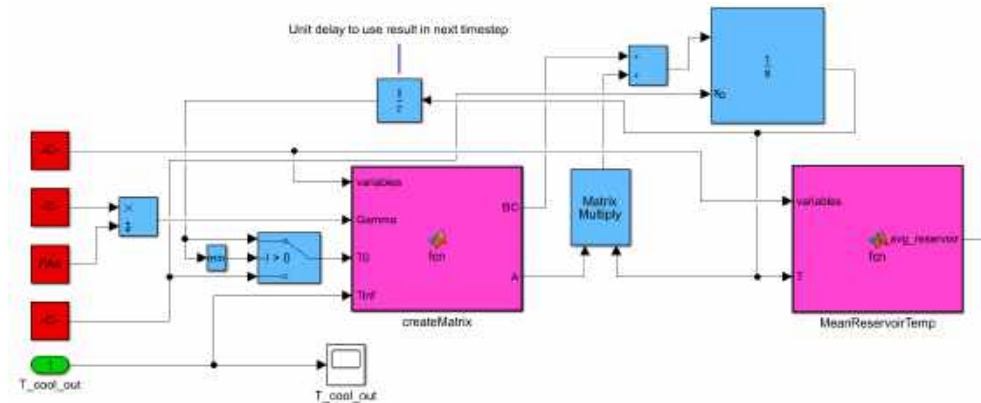 Unit delay to use result in next timestep
1
s
xo
1
z
-C-
variables
Matrix
Multiply
variables
BC
-C-
×
÷
Gamma
avg_reservoir
fcn
fcn
> 0
T0
A
T
TInf
createMatrix
MeanReservoirTemp
-C-
1
T_cool_out
T_cool_out